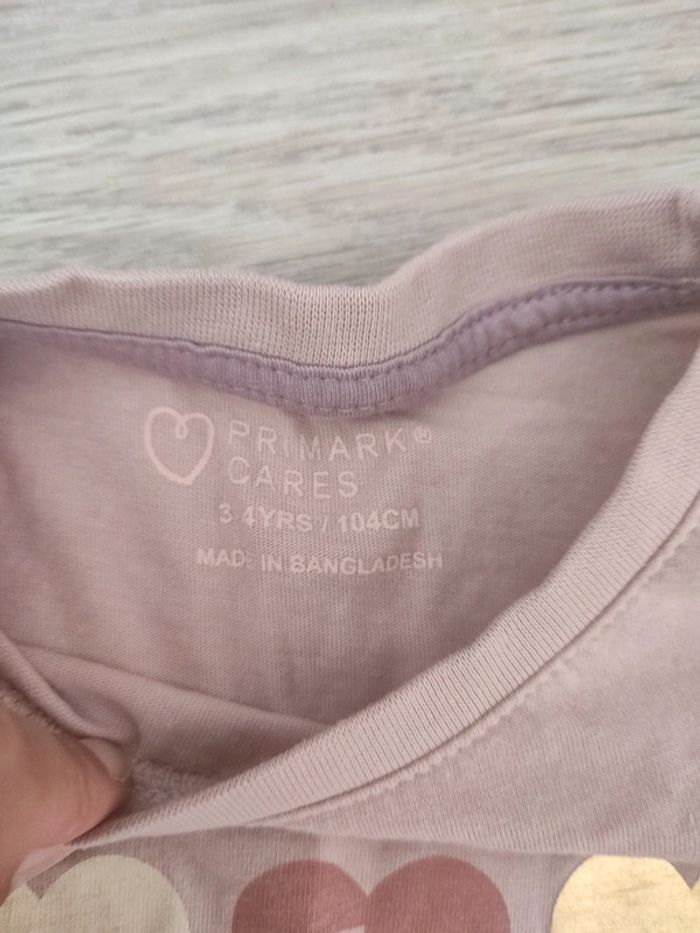 PRIMARK®
CARES
3 4YRS / 104CM
MADE IN BANGLADESH